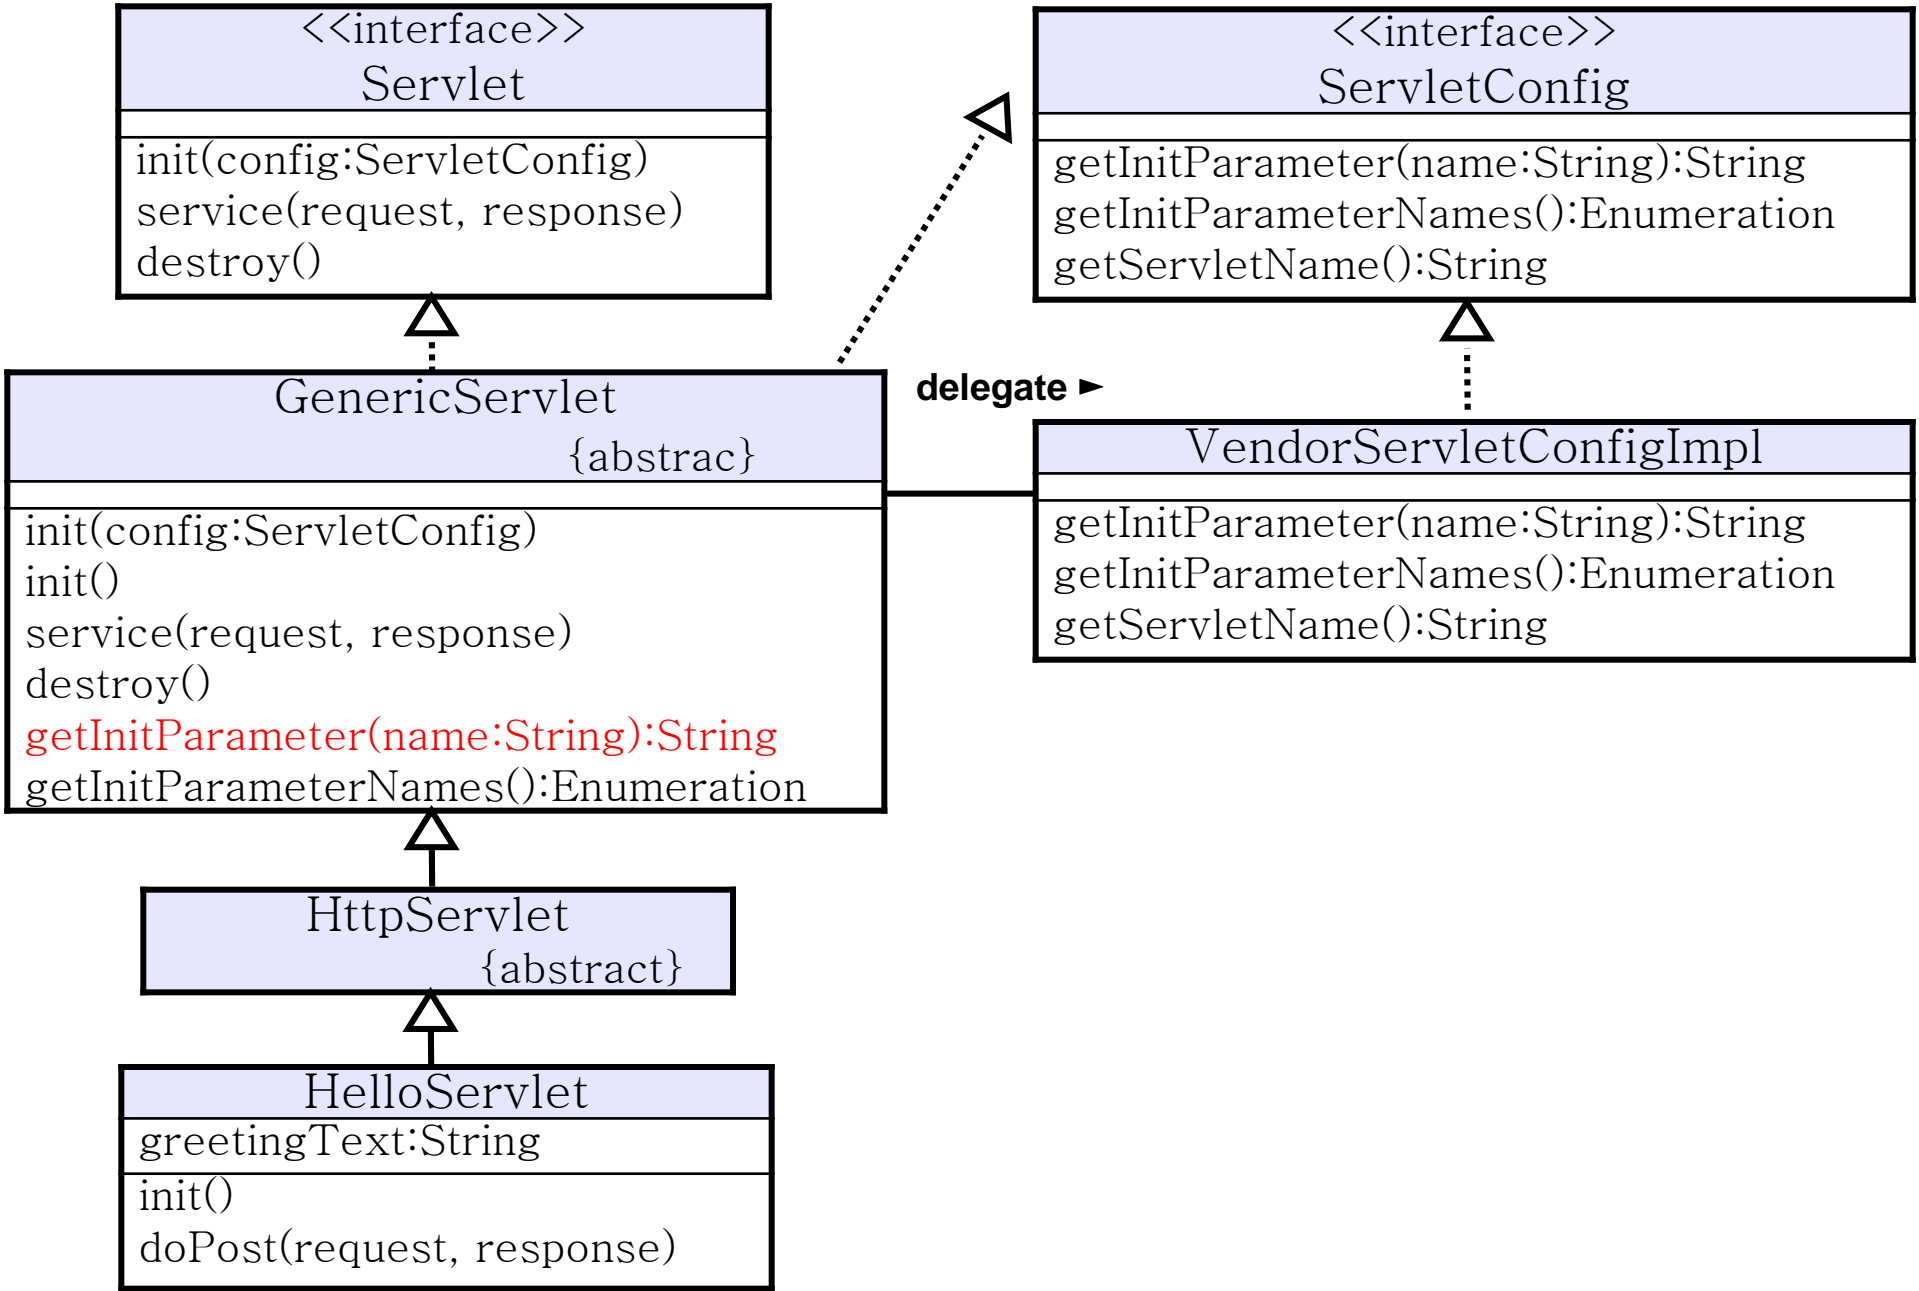 <<interface>>
Servlet
init(config:ServletConfig)
service(request, response)
destroy()
<<interface>>
ServletConfig
getInitParameter(name:String):String
getInitParameterNames():Enumeration
getServletName():String
GenericServlet
{abstrac}
init(config:ServletConfig)
init()
service(request, response)
destroy()
getInitParameter(name:String):String
getInitParameterNames():Enumeration
delegate ►
VendorServletConfigImpl
getInitParameter(name:String):String
getInitParameterNames():Enumeration
getServletName():String
HttpServlet
{abstract}
HelloServlet
greetingText:String
init()
doPost(request, response)